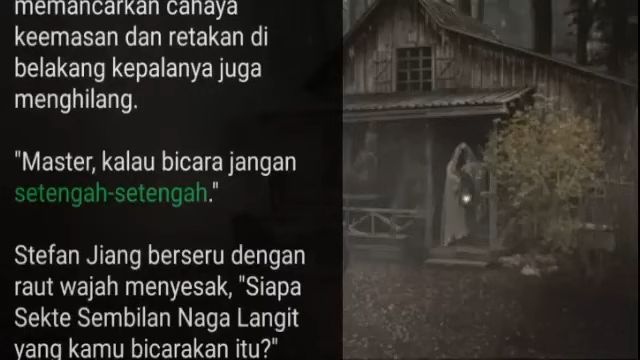 memancarkan cahaya
keemasan dan retakan di
belakang kepalanya juga
menghilang.
"Master, kalau bicara jangan
setengah-setengah."
Stefan Jiang berseru dengan
raut wajah menyesak, "Siapa
Sekte Sembilan Naga Langit
yang kamu bicarakan itu?"